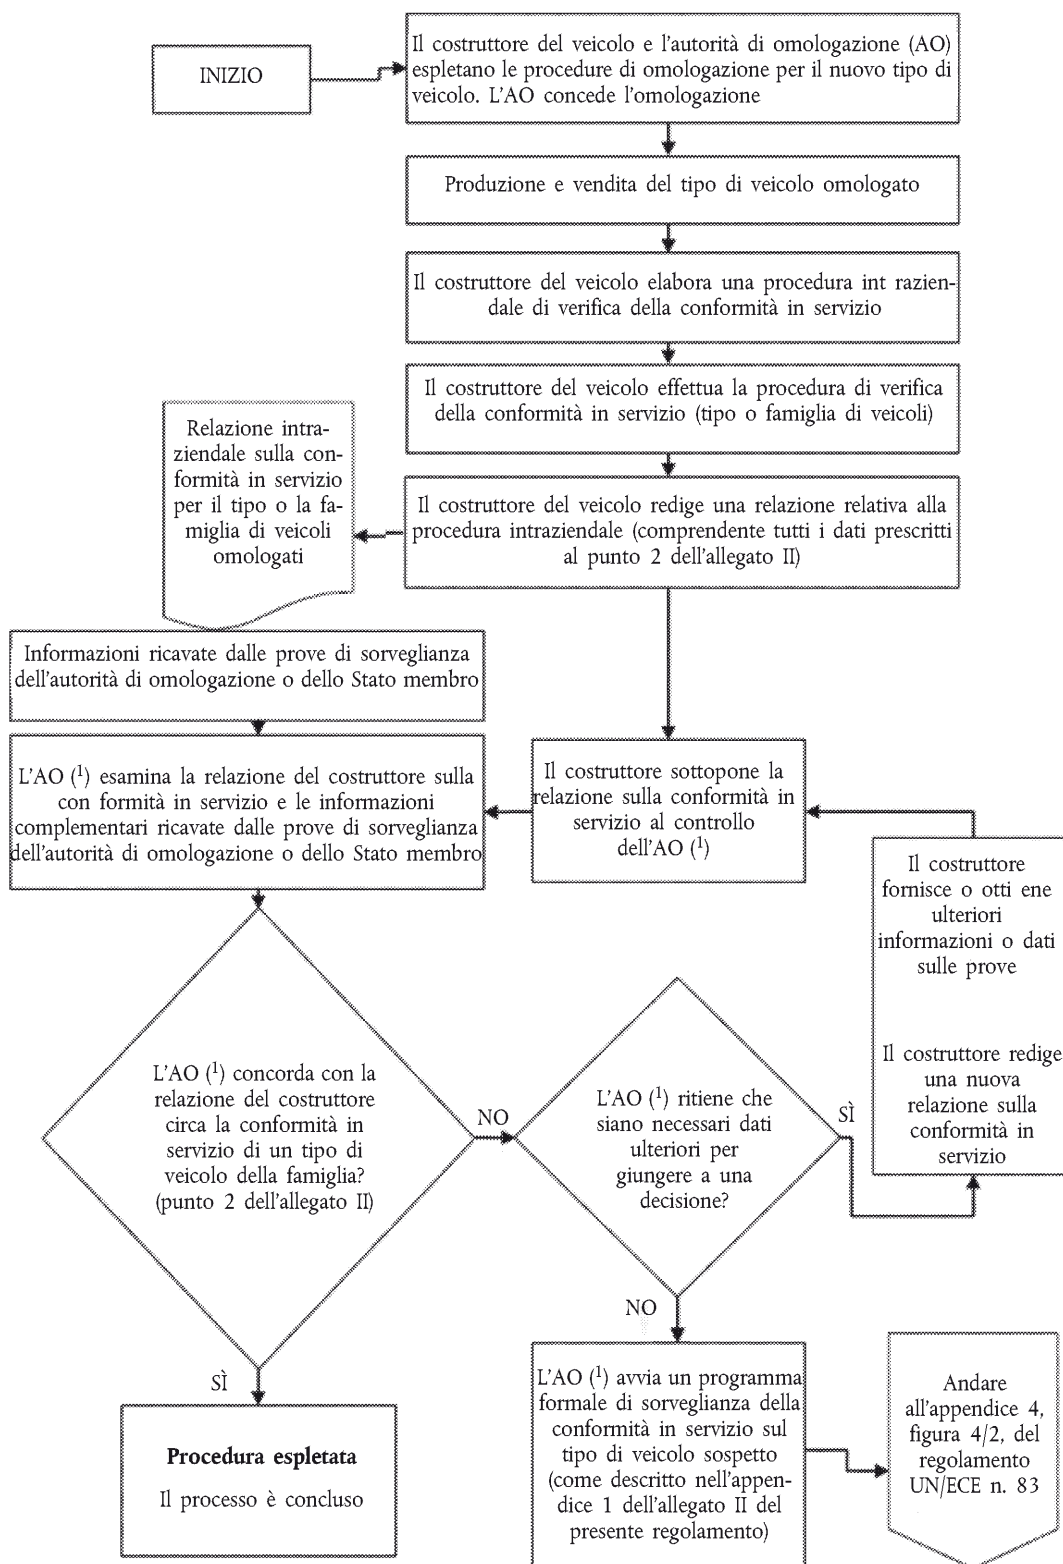 INIZIO
Il costruttore del veicolo e l'autorità di omologazione (AO)
espletano le procedure di omologazione per il nuovo tipo di
veicolo. L'AO concede l'omologazione
Produzione e vendita del tipo di veicolo omologato
Il costruttore del veicolo elabora una procedura int razien-
dale di verifica della conformità in servizio
Il costruttore del veicolo effettua la procedura di verifica
della conformità in servizio (tipo o famiglia di veicoli)
Relazione intra-
ziendale sulla con-
formità in servizio
per il tipo o la fa-
miglia di veicoli
omologati
Il costruttore del veicolo redige una relazione relativa alla
procedura intraziendale (comprendente tutti i dati prescritti
al punto 2 dell'allegato II)
Informazioni ricavate dalle prove di sorveglianza
dell'autorità di omologazione o dello Stato membro
L'AO (¹) esamina la relazione del costruttore sulla
con formità in servizio e le informazioni
complementari ricavate dalle prove di sorveglianza
dell'autorità di omologazione o dello Stato membro
Il costruttore sottopone la
relazione sulla conformità in
servizio al controllo
dell'AO (¹)
Il costruttore
fornisce o otti ene
ulteriori
informazioni o dati
sulle prove
Il costruttore redige
una nuova
relazione sulla
conformità in
servizio
L'AO (¹) concorda con la
relazione del costruttore
circa la conformità in
servizio di un tipo di
veicolo della famiglia?
(punto 2 dell'allegato II)
NO
L'AO (¹) ritiene che
siano necessari dati
ulteriori per
giungere a una
decisione?
SÌ
NO
SÌ
Procedura espletata
Il processo è concluso
L'AO (¹) avvia un programma
formale di sorveglianza della
conformità in servizio sul
tipo di veicolo sospetto
(come descritto nell'appen-
dice 1 dell'allegato II del
presente regolamento)
Andare
all'appendice 4,
figura 4/2, del
regolamento
UN/ECE n. 83